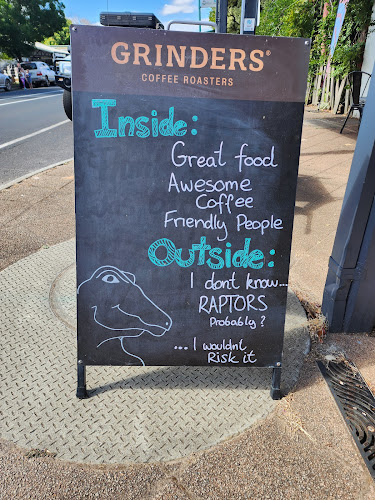 GRINDERS®
COFFEE ROASTERS
Inside:
Great food
Awesome
Coffee
Friendly People
Outside:
I dont know...
RAPTORS
Probably?
... I wouldnt
Risk it